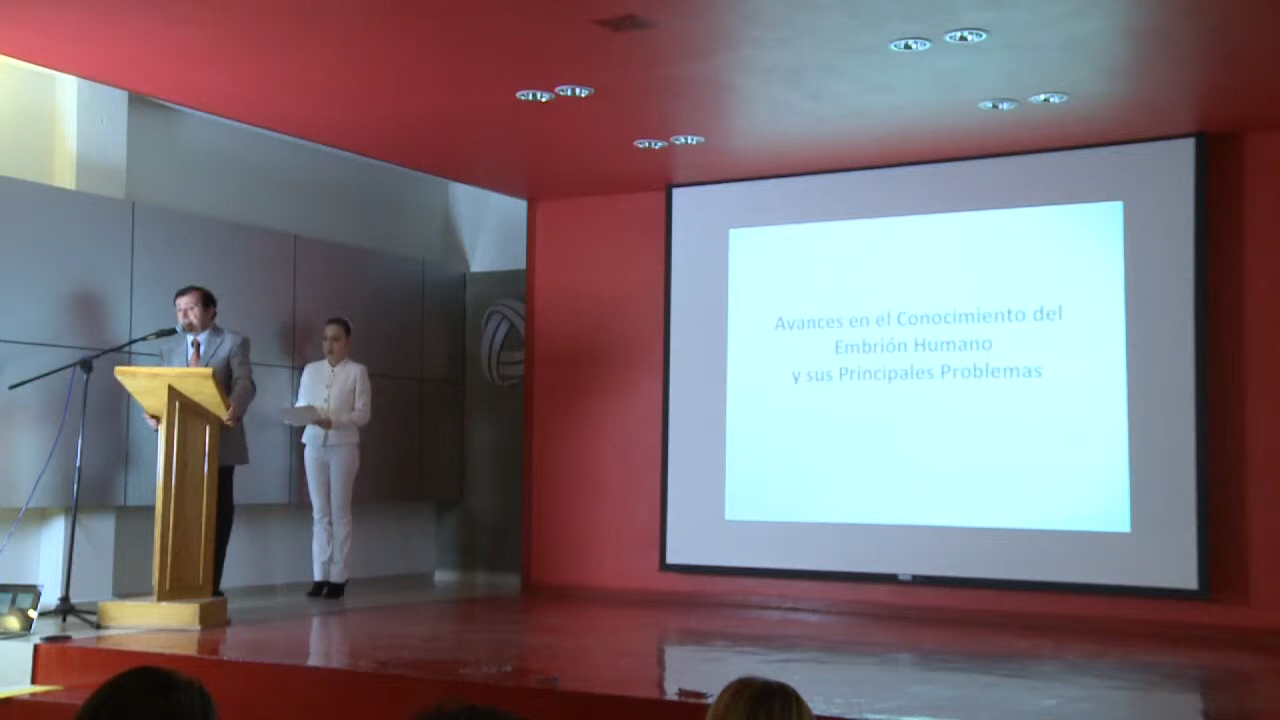 Avances en el Conocimiento del
Embrión Humano
y sus Principales Problemas